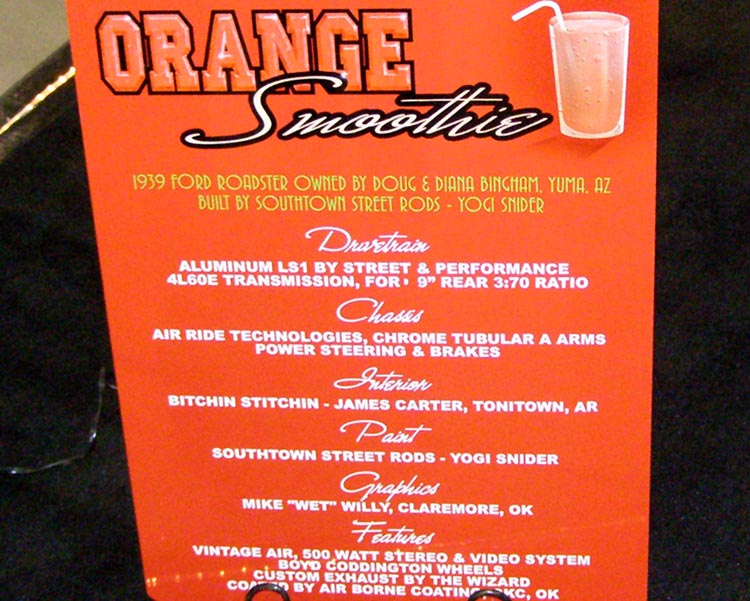 ORANGE
Smoothie
1939 FORD ROADSTER OWNED BY DOUG & DIANA BINGHAM, YUMA, AZ
BUILT BY SOUTHTOWN STREET RODS - YOGI SNIDER
Drivetrain
ALUMINUM LS1 BY STREET & PERFORMANCE
4L60E TRANSMISSION, FORD 9" REAR 3:70 RATIO
Chassis
AIR RIDE TECHNOLOGIES, CHROME TUBULAR A ARMS
POWER STEERING & BRAKES
Interior
BITCHIN STITCHIN - JAMES CARTER, TONITOWN, AR
Paint
SOUTHTOWN STREET RODS - YOGI SNIDER
Graphics
MIKE "WET" WILLY, CLAREMORE, OK
Features
VINTAGE AIR, 500 WATT STEREO & VIDEO SYSTEM
BOYD CODDINGTON WHEELS
CUSTOM EXHAUST BY THE WIZARD
COATED BY AIR BORNE COATING, OK